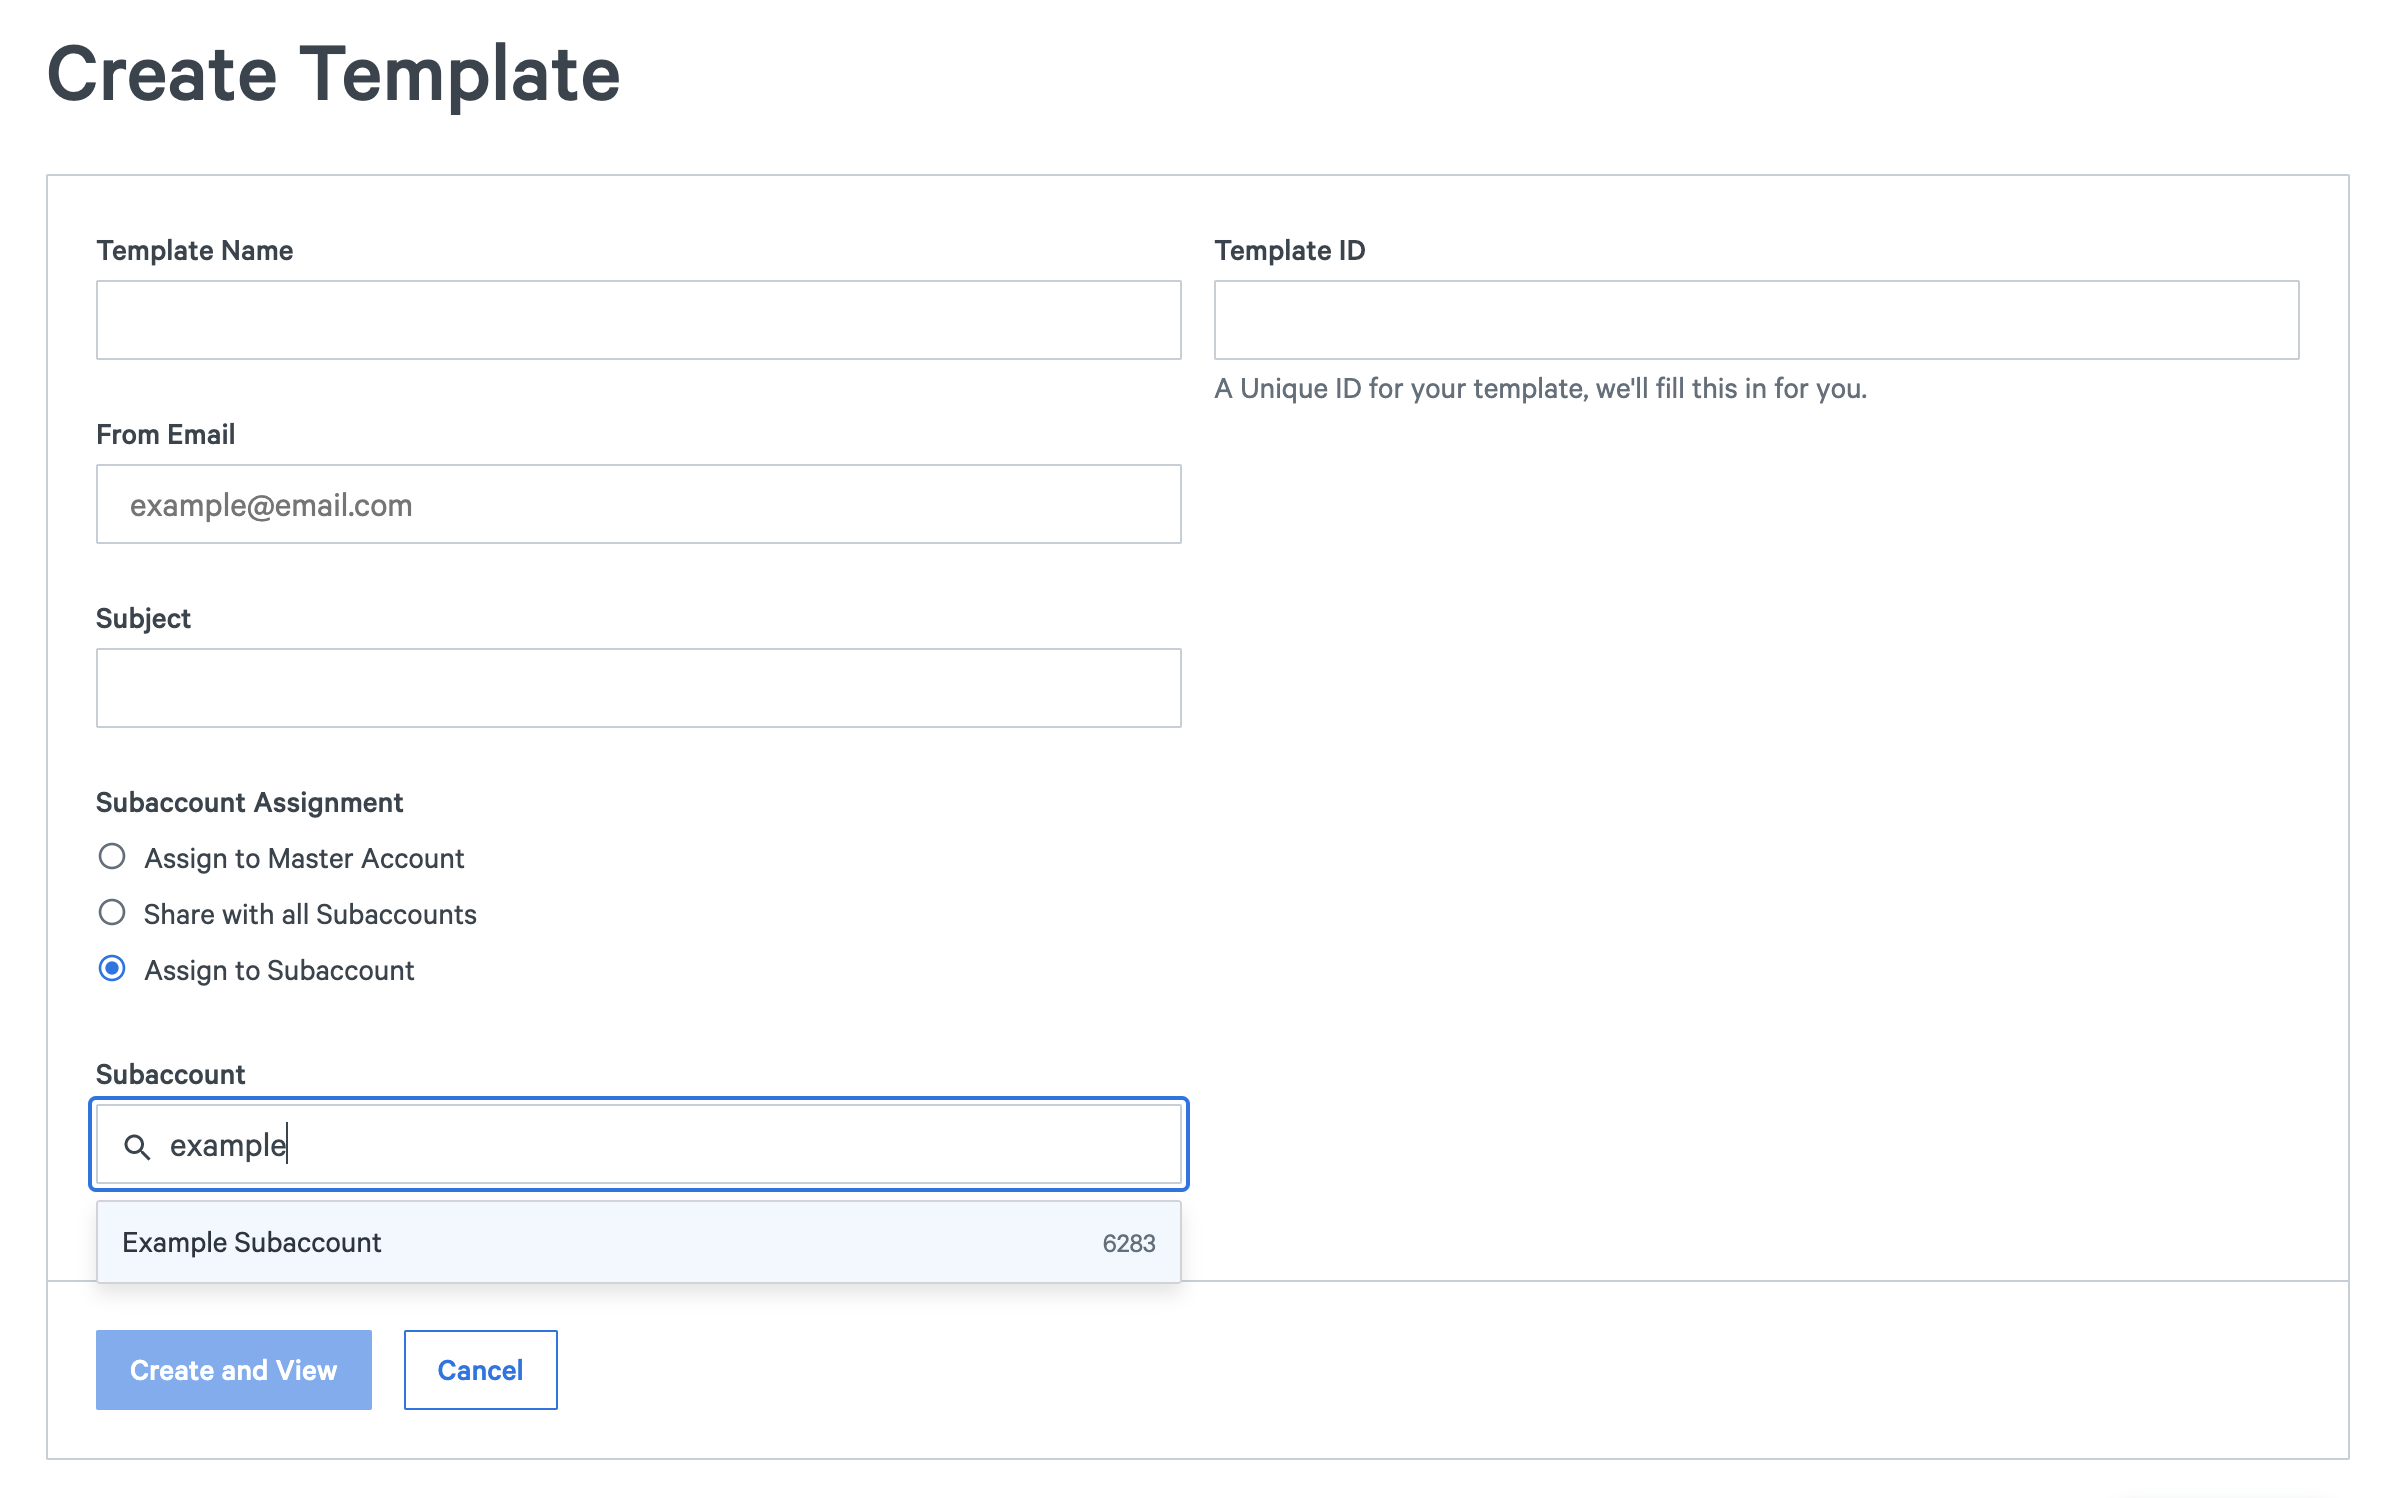 Create Template
Template Name
Template ID
A Unique ID for your template, we'll fill this in for you.
From Email
example@email.com
Subject
Subaccount Assignment
Assign to Master Account
Share with all Subaccounts
Assign to Subaccount
Subaccount
example
Example Subaccount 6283
Create and View Cancel